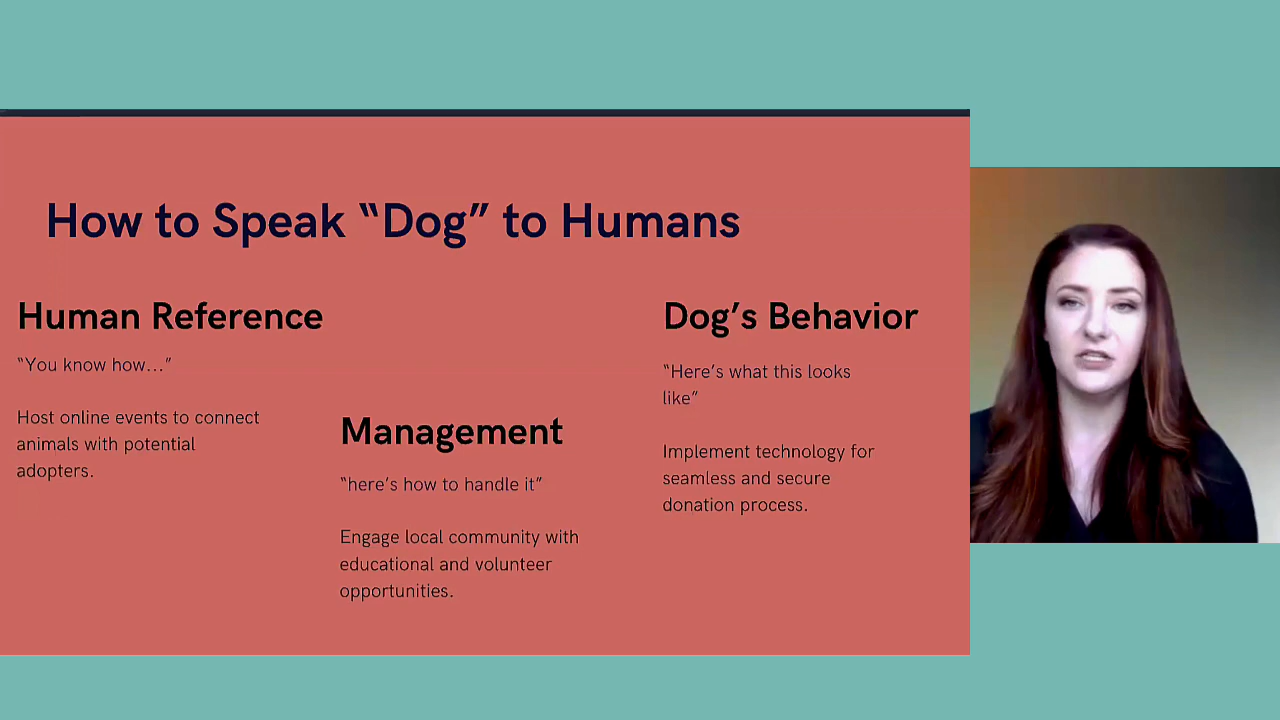 How to Speak “Dog” to Humans
Human Reference
“You know how...”
Host online events to connect
animals with potential
adopters.
Management
“here’s how to handle it”
Engage local community with
educational and volunteer
opportunities.
Dog’s Behavior
“Here’s what this looks
like”
Implement technology for
seamless and secure
donation process.